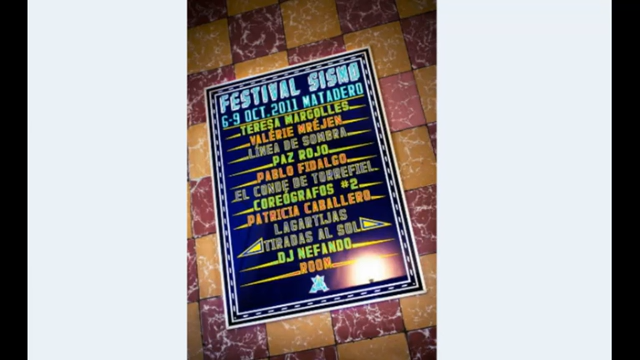 FESTIVAL SISMO
6-9 OCT. 2011 MATADERO
TERESA MARGOLLES
VALÉRIE MRÉJEN
LÍNEA DE SOMBRA
PAZ ROJO
PABLO FIDALGO
EL CONDE DE TORREFIEL
COREÓGRAFOS #2
PATRICIA CABALLERO
LAGARTIJAS
TIRADAS AL SOL
DJ NEFANDO
ROOM